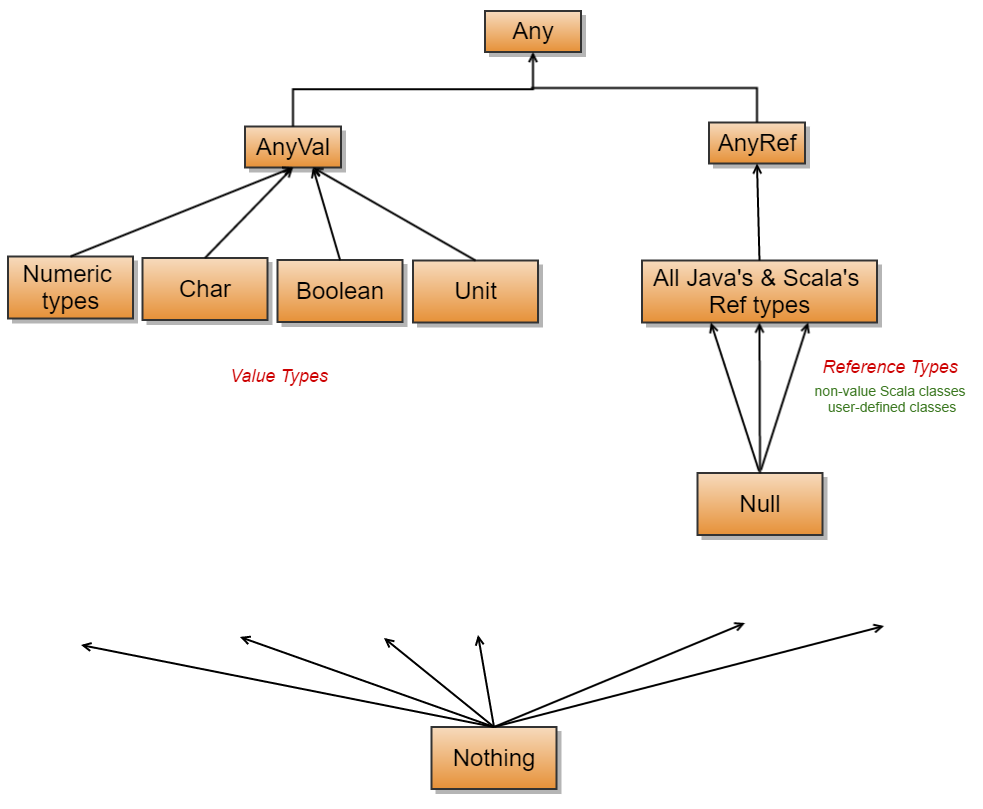 Any
AnyVal
AnyRef
Numeric
types
Char
Boolean
Unit
All Java's & Scala's
Ref types
Value Types
Reference Types
non-value Scala classes
user-defined classes
Null
Nothing